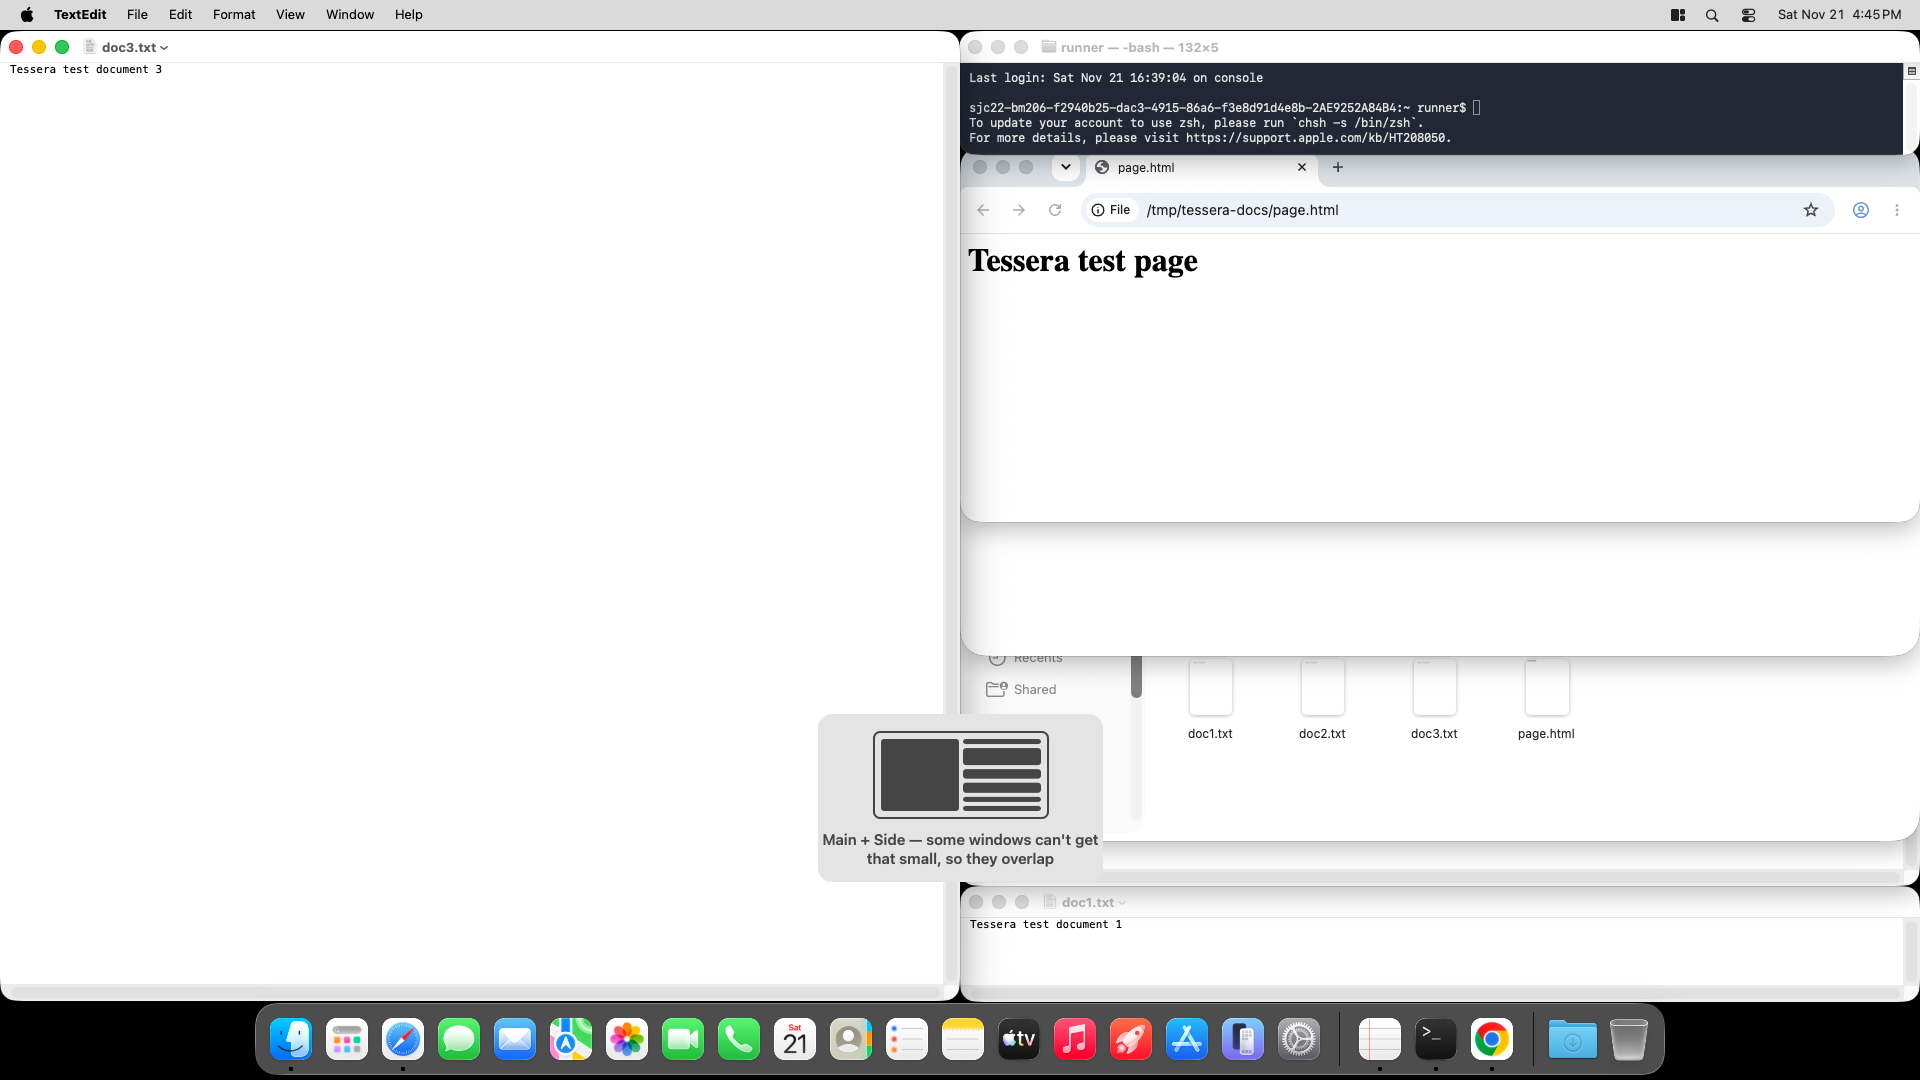 TextEdit File Edit Format View Window Help
Sat Nov 21 4:45 PM
doc3.txt
Tessera test document 3
runner — -bash — 132×5
Last login: Sat Nov 21 16:39:04 on console
sjc22-bm206-f2940b25-dac3-4915-86a6-f3e8d91d4e8b-2AE9252A84B4:~ runner$
To update your account to use zsh, please run `chsh -s /bin/zsh`.
For more details, please visit https://support.apple.com/kb/HT208050.
page.html
File /tmp/tessera-docs/page.html
Tessera test page
Recents
Shared
doc1.txt doc2.txt doc3.txt page.html
Main + Side — some windows can't get
that small, so they overlap
doc1.txt
Tessera test document 1
Sat
21
tv